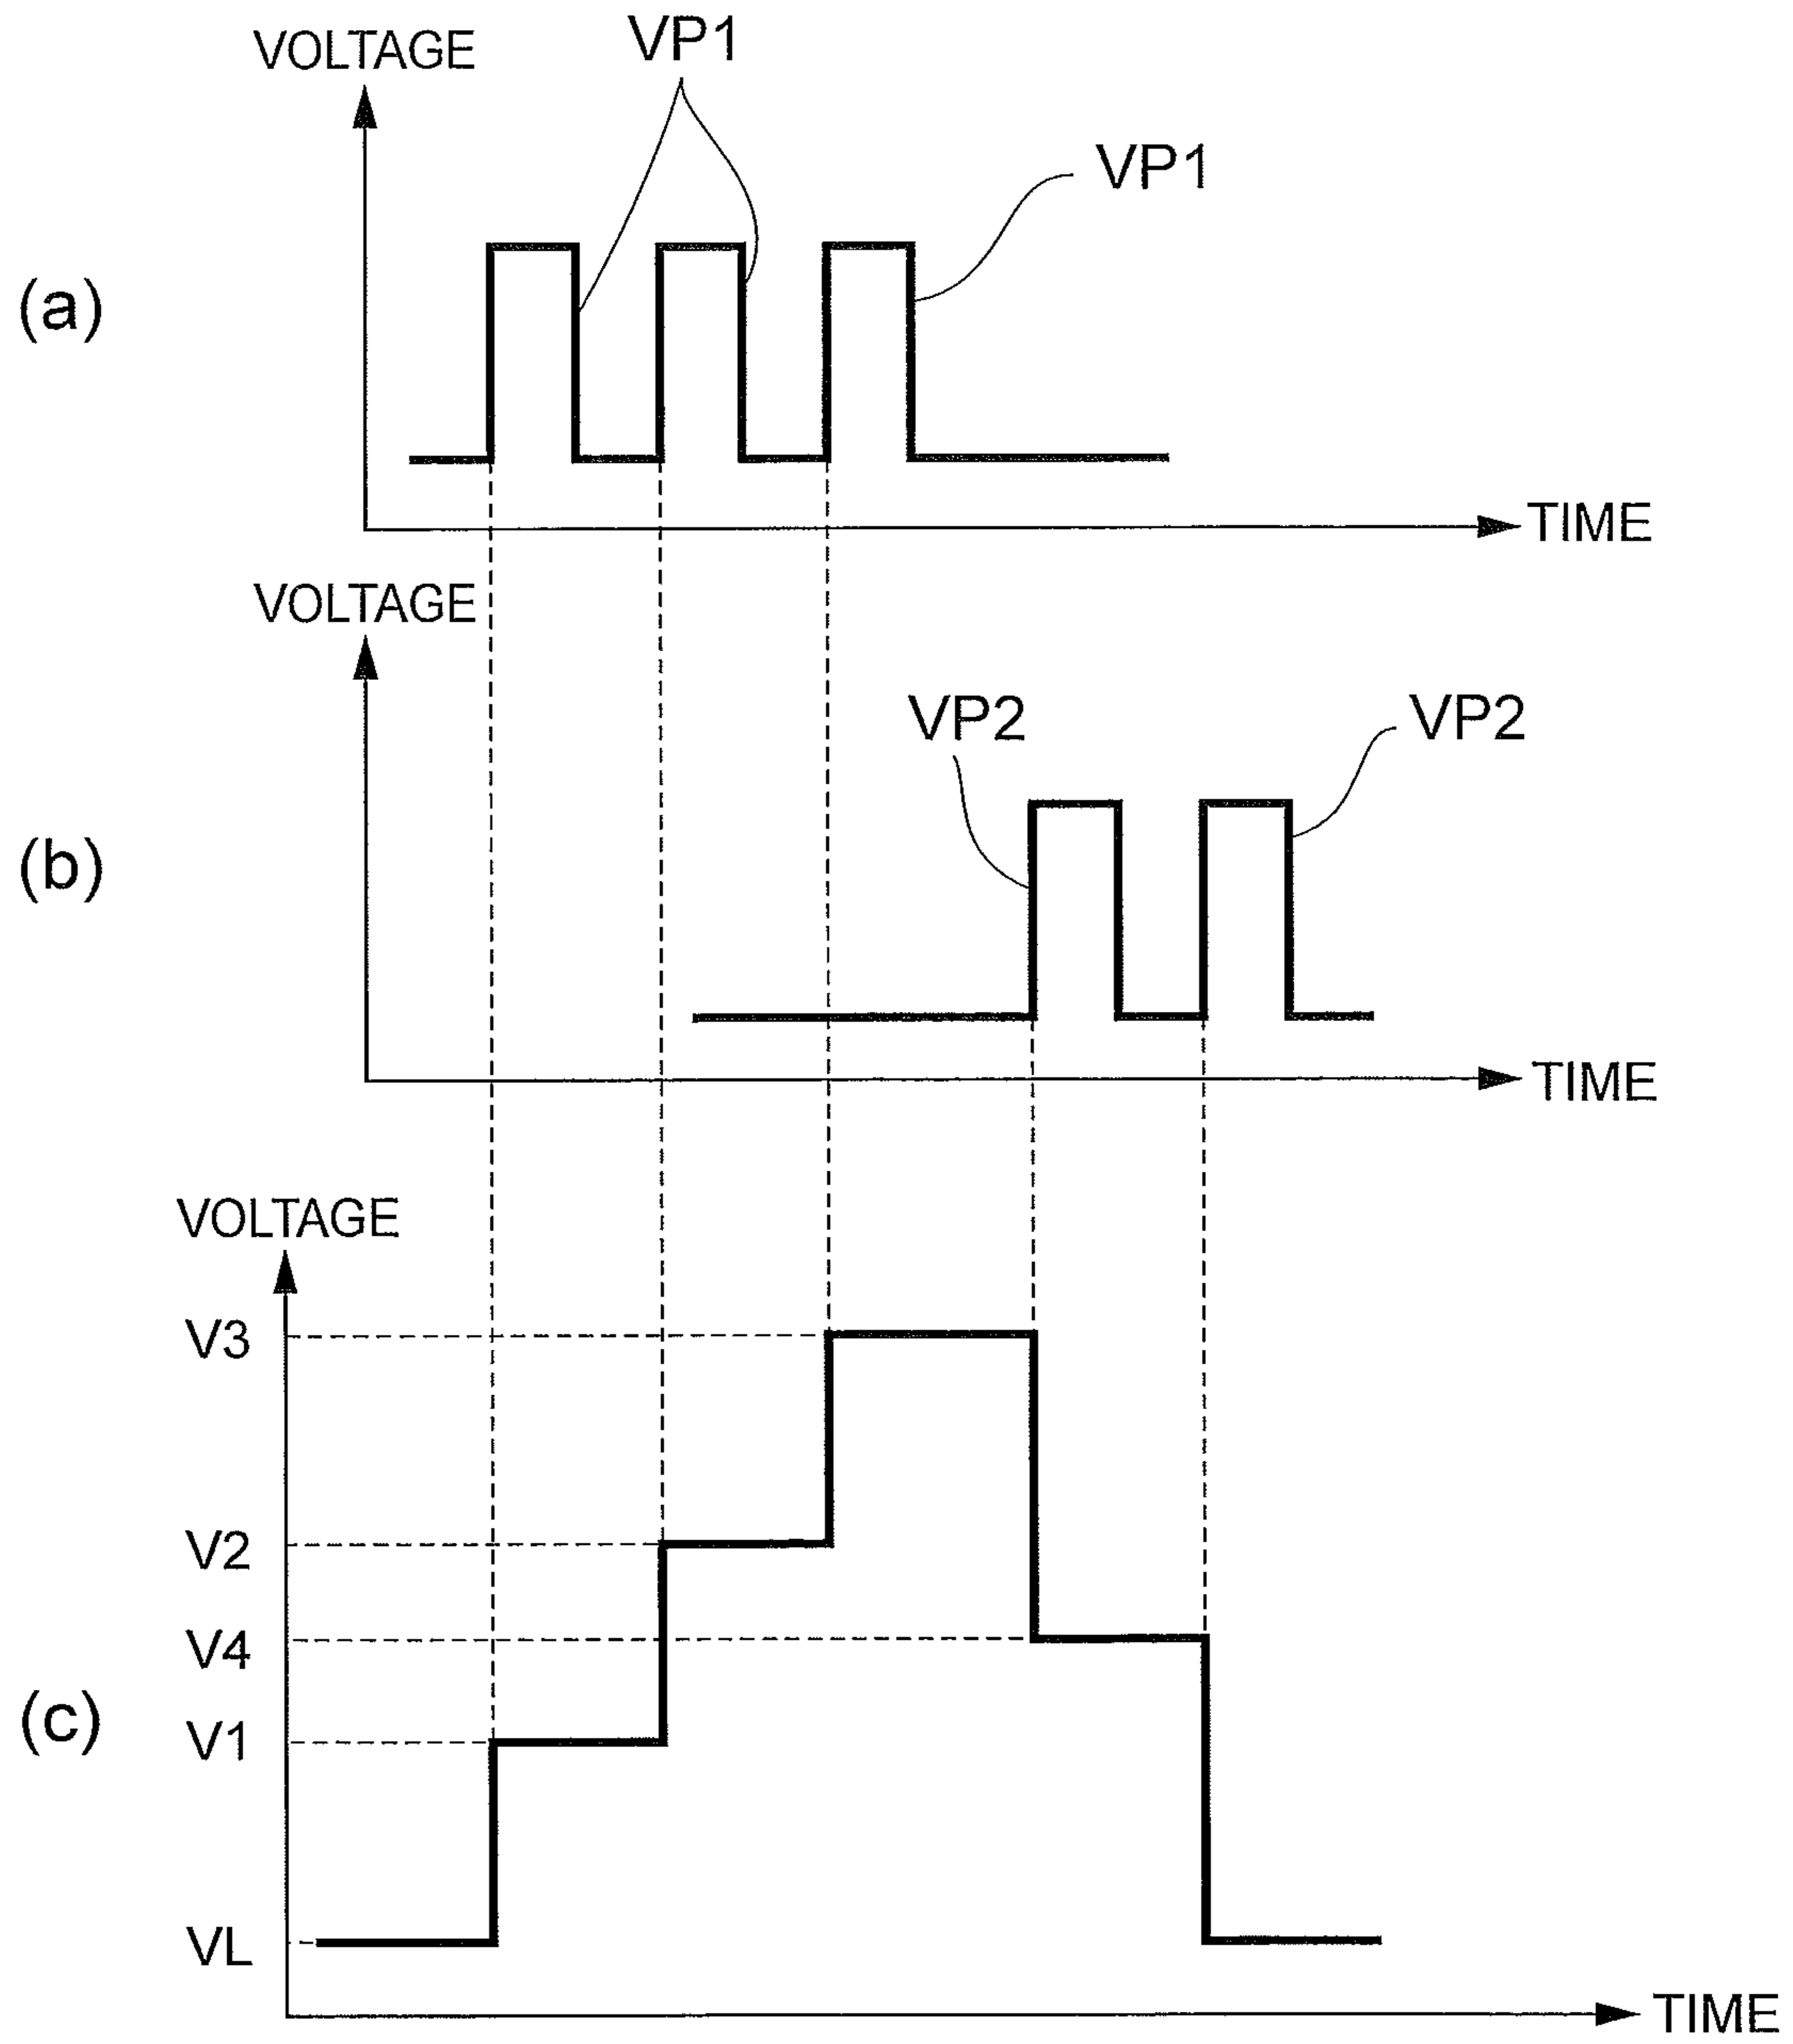 VOLTAGE
VP1
VP1
(a)
TIME
VOLTAGE
VP2
VP2
(b)
TIME
VOLTAGE
V3
V2
V4
(c)
V1
VL
TIME